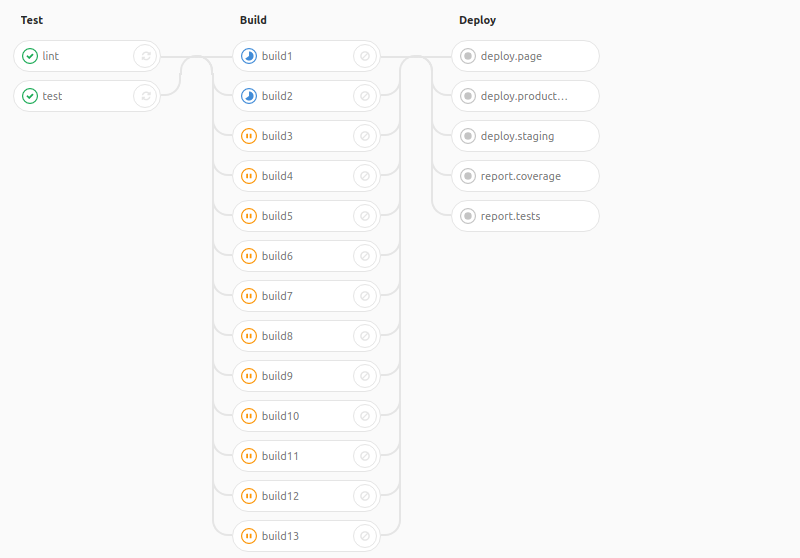 Test
Build
Deploy
lint
test
build1
build2
build3
build4
build5
build6
build7
build8
build9
build10
build11
build12
build13
deploy.page
deploy.product…
deploy.staging
report.coverage
report.tests